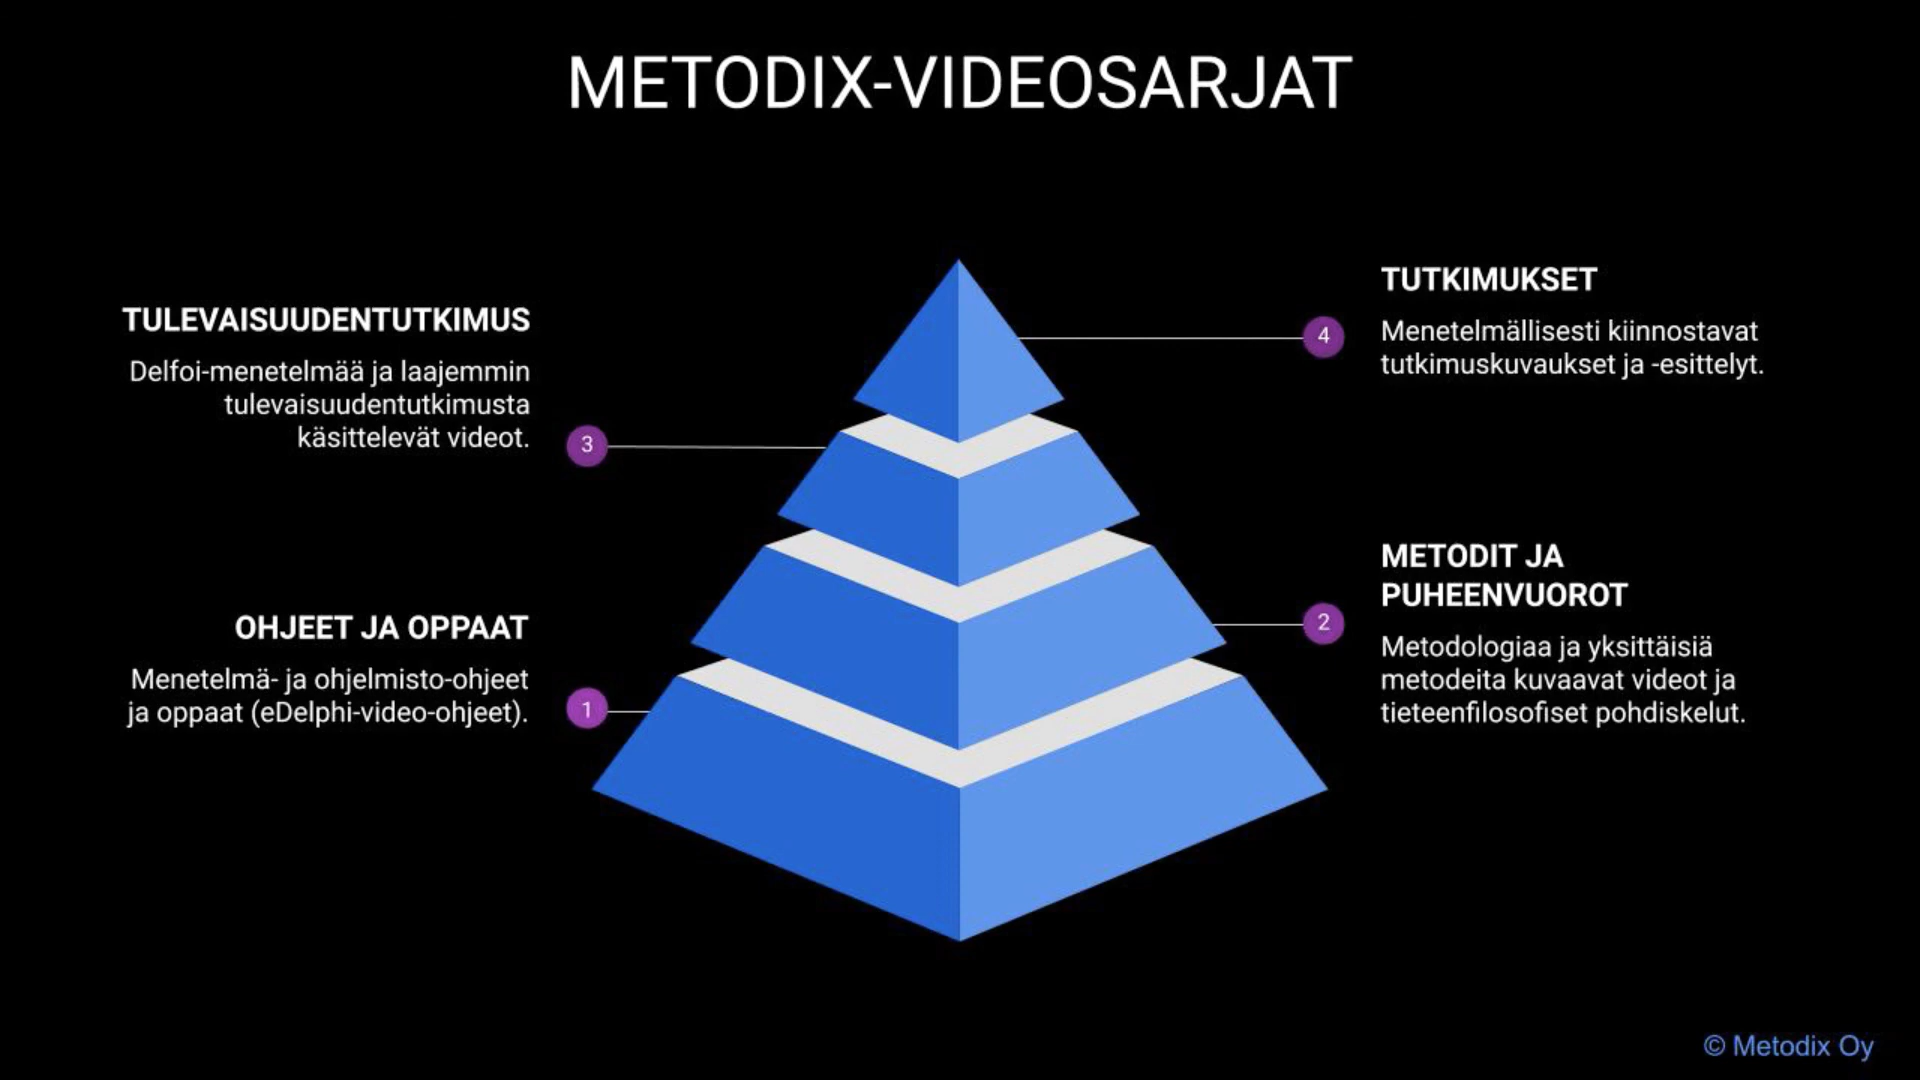 METODIX-VIDEOSARJAT
TULEVAISUUDENTUTKIMUS
Delfoi-menetelmää ja laajemmin
tulevaisuudentutkimusta
käsittelevät videot.
3
4
TUTKIMUKSET
Menetelmällisesti kiinnostavat
tutkimuskuvaukset ja -esittelyt.
OHJEET JA OPPAAT
Menetelmä- ja ohjelmisto-ohjeet
ja oppaat (eDelphi-video-ohjeet).
1
2
METODIT JA
PUHEENVUOROT
Metodologiaa ja yksittäisiä
metodeita kuvaavat videot ja
tieteenfilosofiset pohdiskelut.
© Metodix Oy